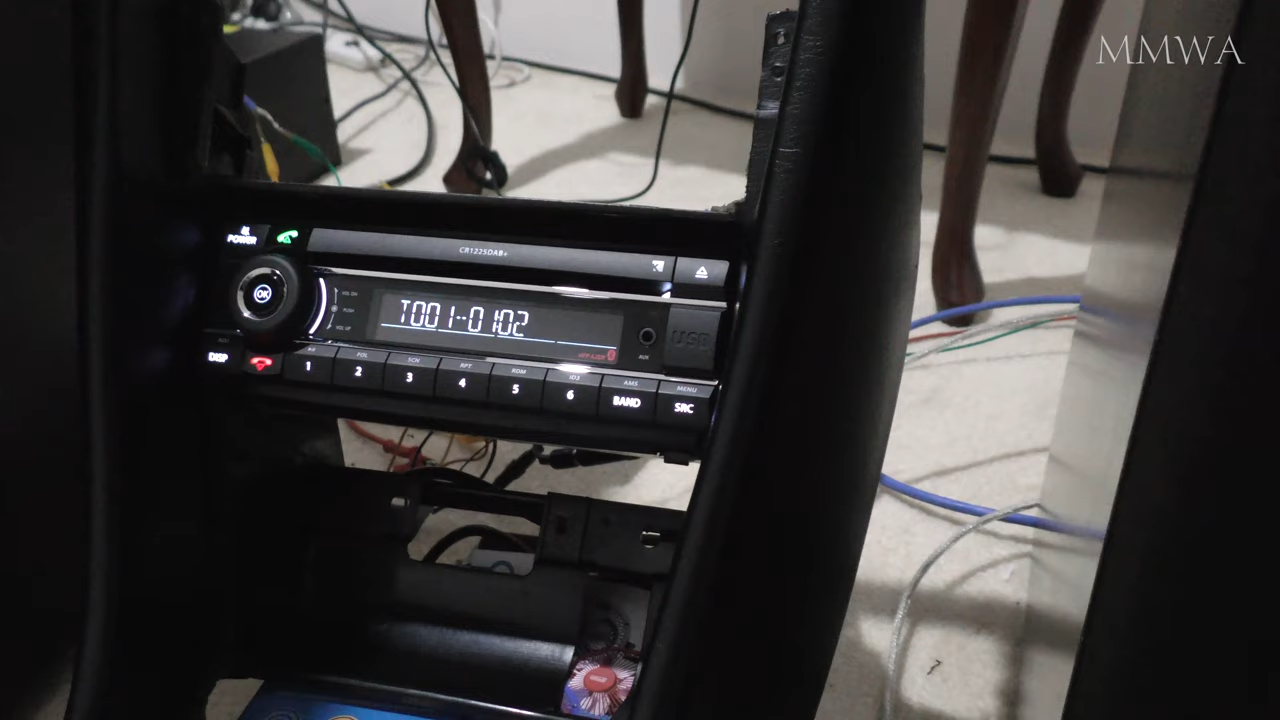 MMWA
POWER
CR1225DAB+
OK
VOL DN
PUSH
VOL UP
T001-0102
AUX
USB
DISP
1
FOL
2
SCN
3
RPT
4
RDM
5
ID3
6
AMS
BAND
MENU
SRC